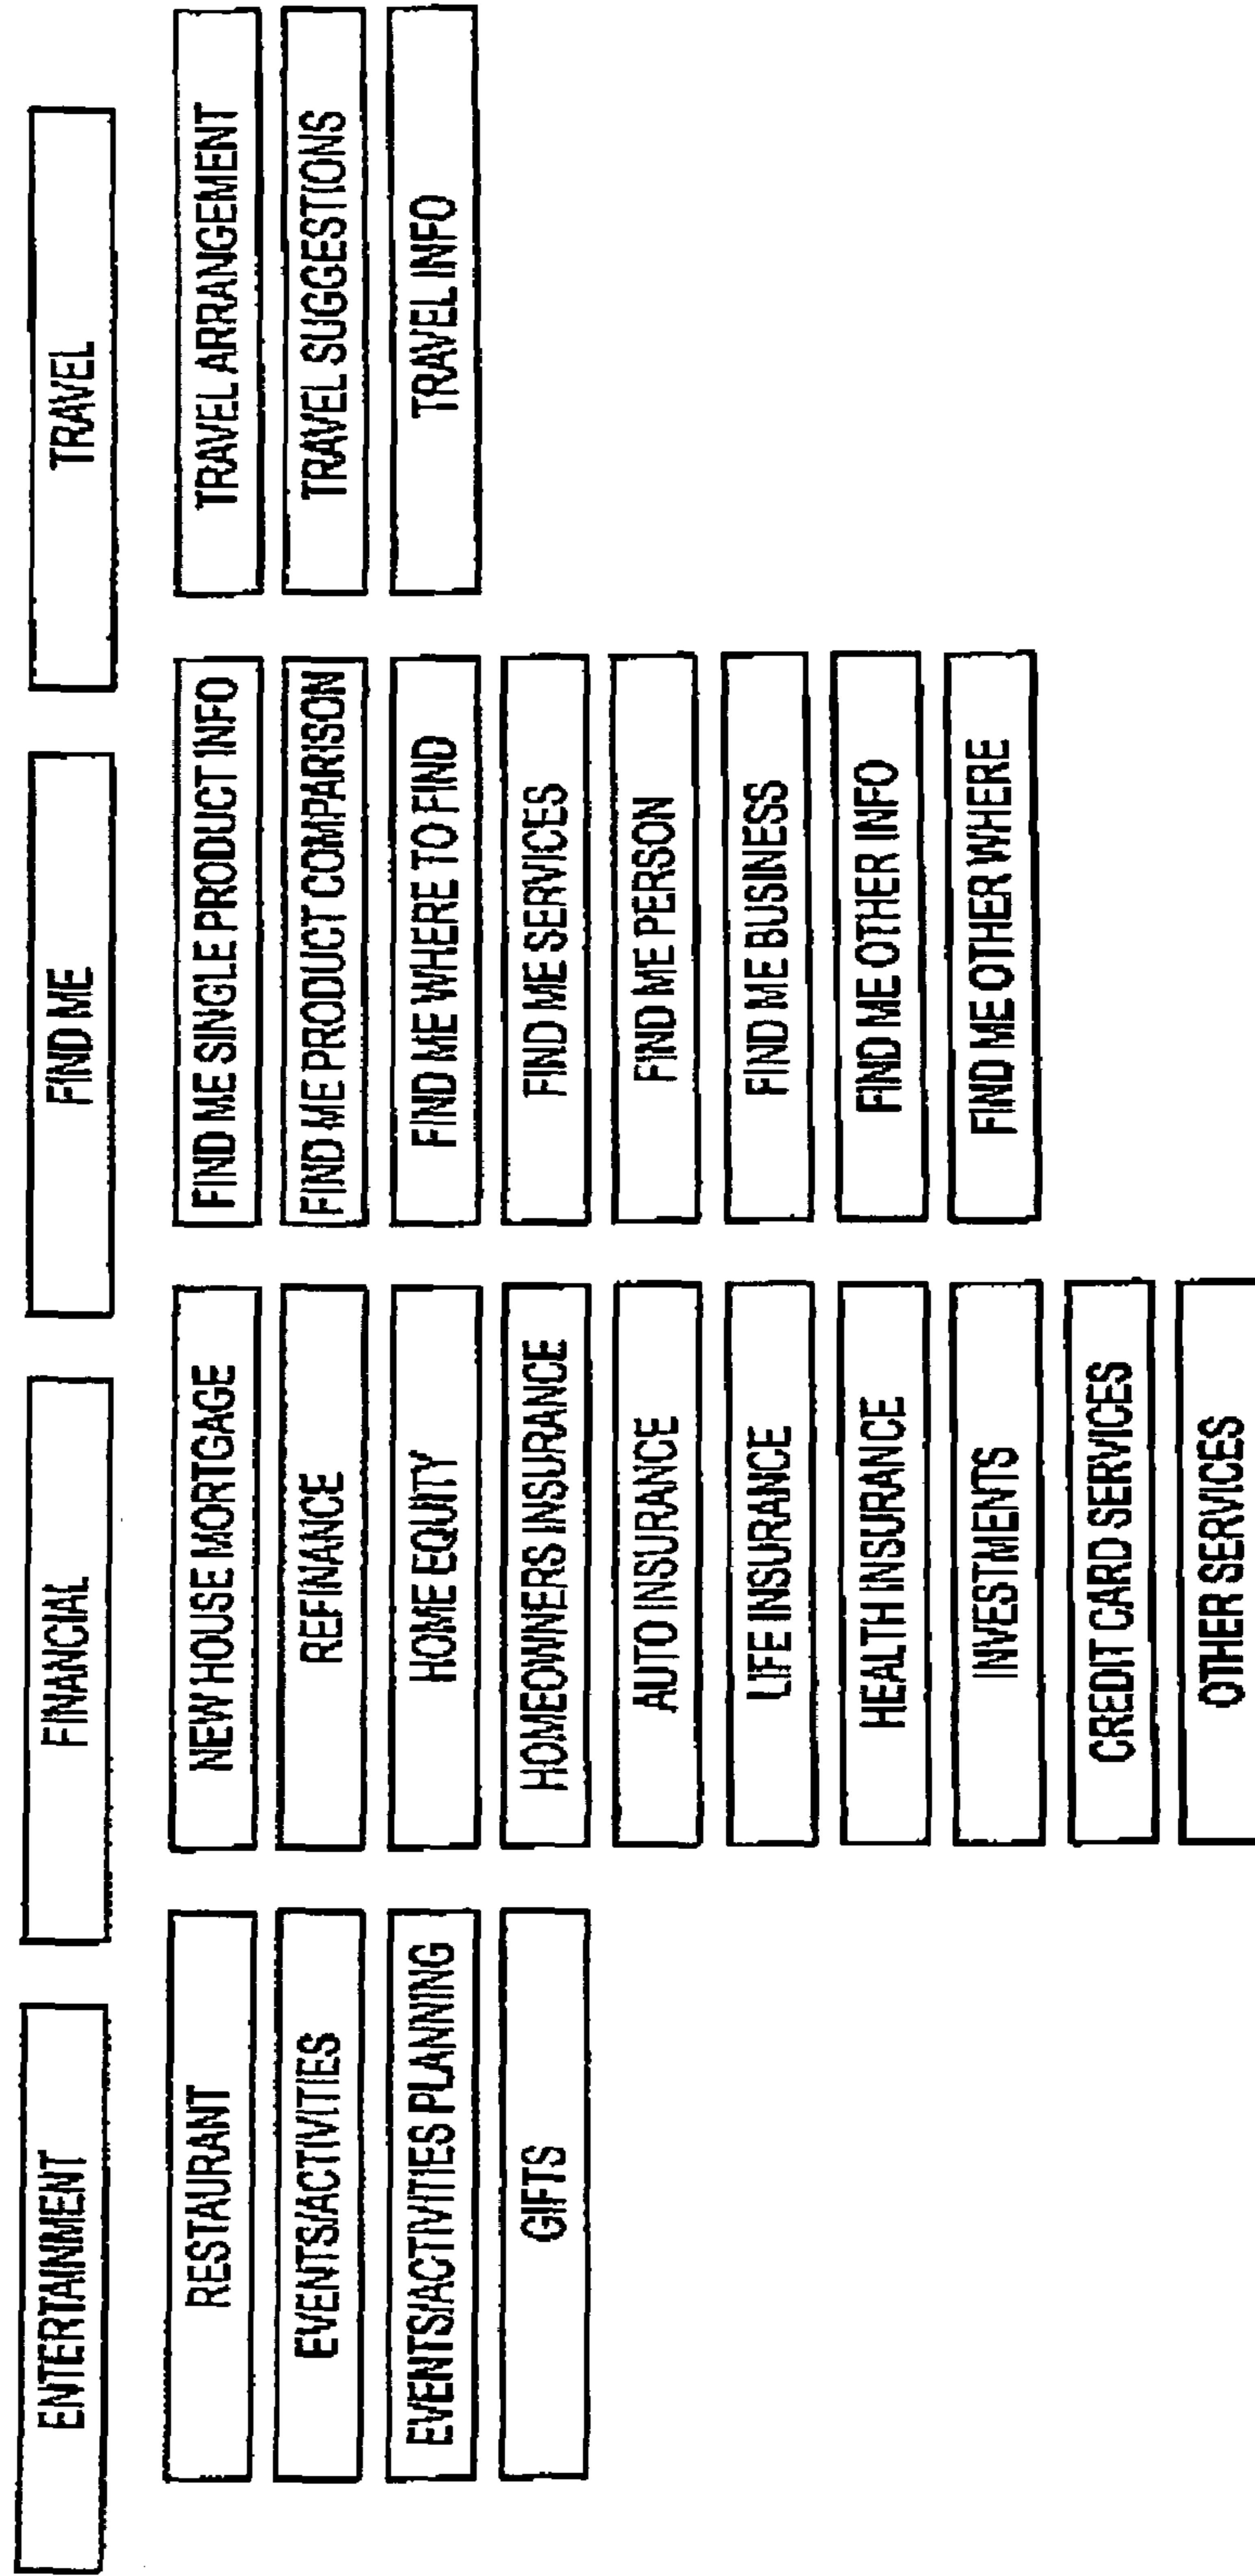 ENTERTAINMENT
RESTAURANT
EVENTS/ACTIVITIES
EVENTS/ACTIVITIES PLANNING
GIFTS
FINANCIAL
NEW HOUSE MORTGAGE
REFINANCE
HOME EQUITY
HOMEOWNERS INSURANCE
AUTO INSURANCE
LIFE INSURANCE
HEALTH INSURANCE
INVESTMENTS
CREDIT CARD SERVICES
OTHER SERVICES
FIND ME
FIND ME SINGLE PRODUCT INFO
FIND ME PRODUCT COMPARISON
FIND ME WHERE TO FIND
FIND ME SERVICES
FIND ME PERSON
FIND ME BUSINESS
FIND ME OTHER INFO
FIND ME OTHER WHERE
TRAVEL
TRAVEL ARRANGEMENT
TRAVEL SUGGESTIONS
TRAVEL INFO